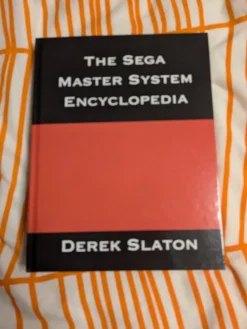 The Sega
Master System
Encyclopedia
Derek Slaton